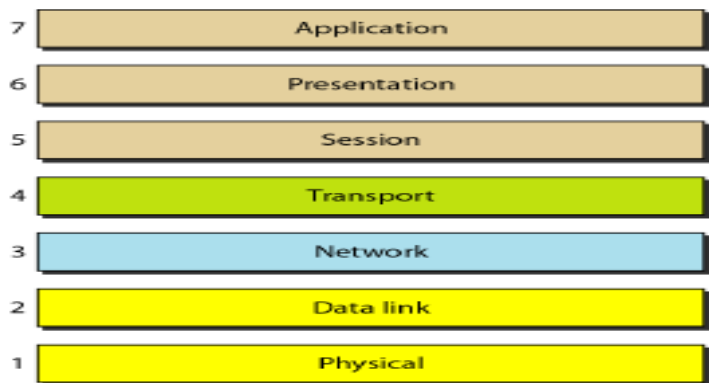 7 Application
6 Presentation
5 Session
4 Transport
3 Network
2 Data link
1 Physical